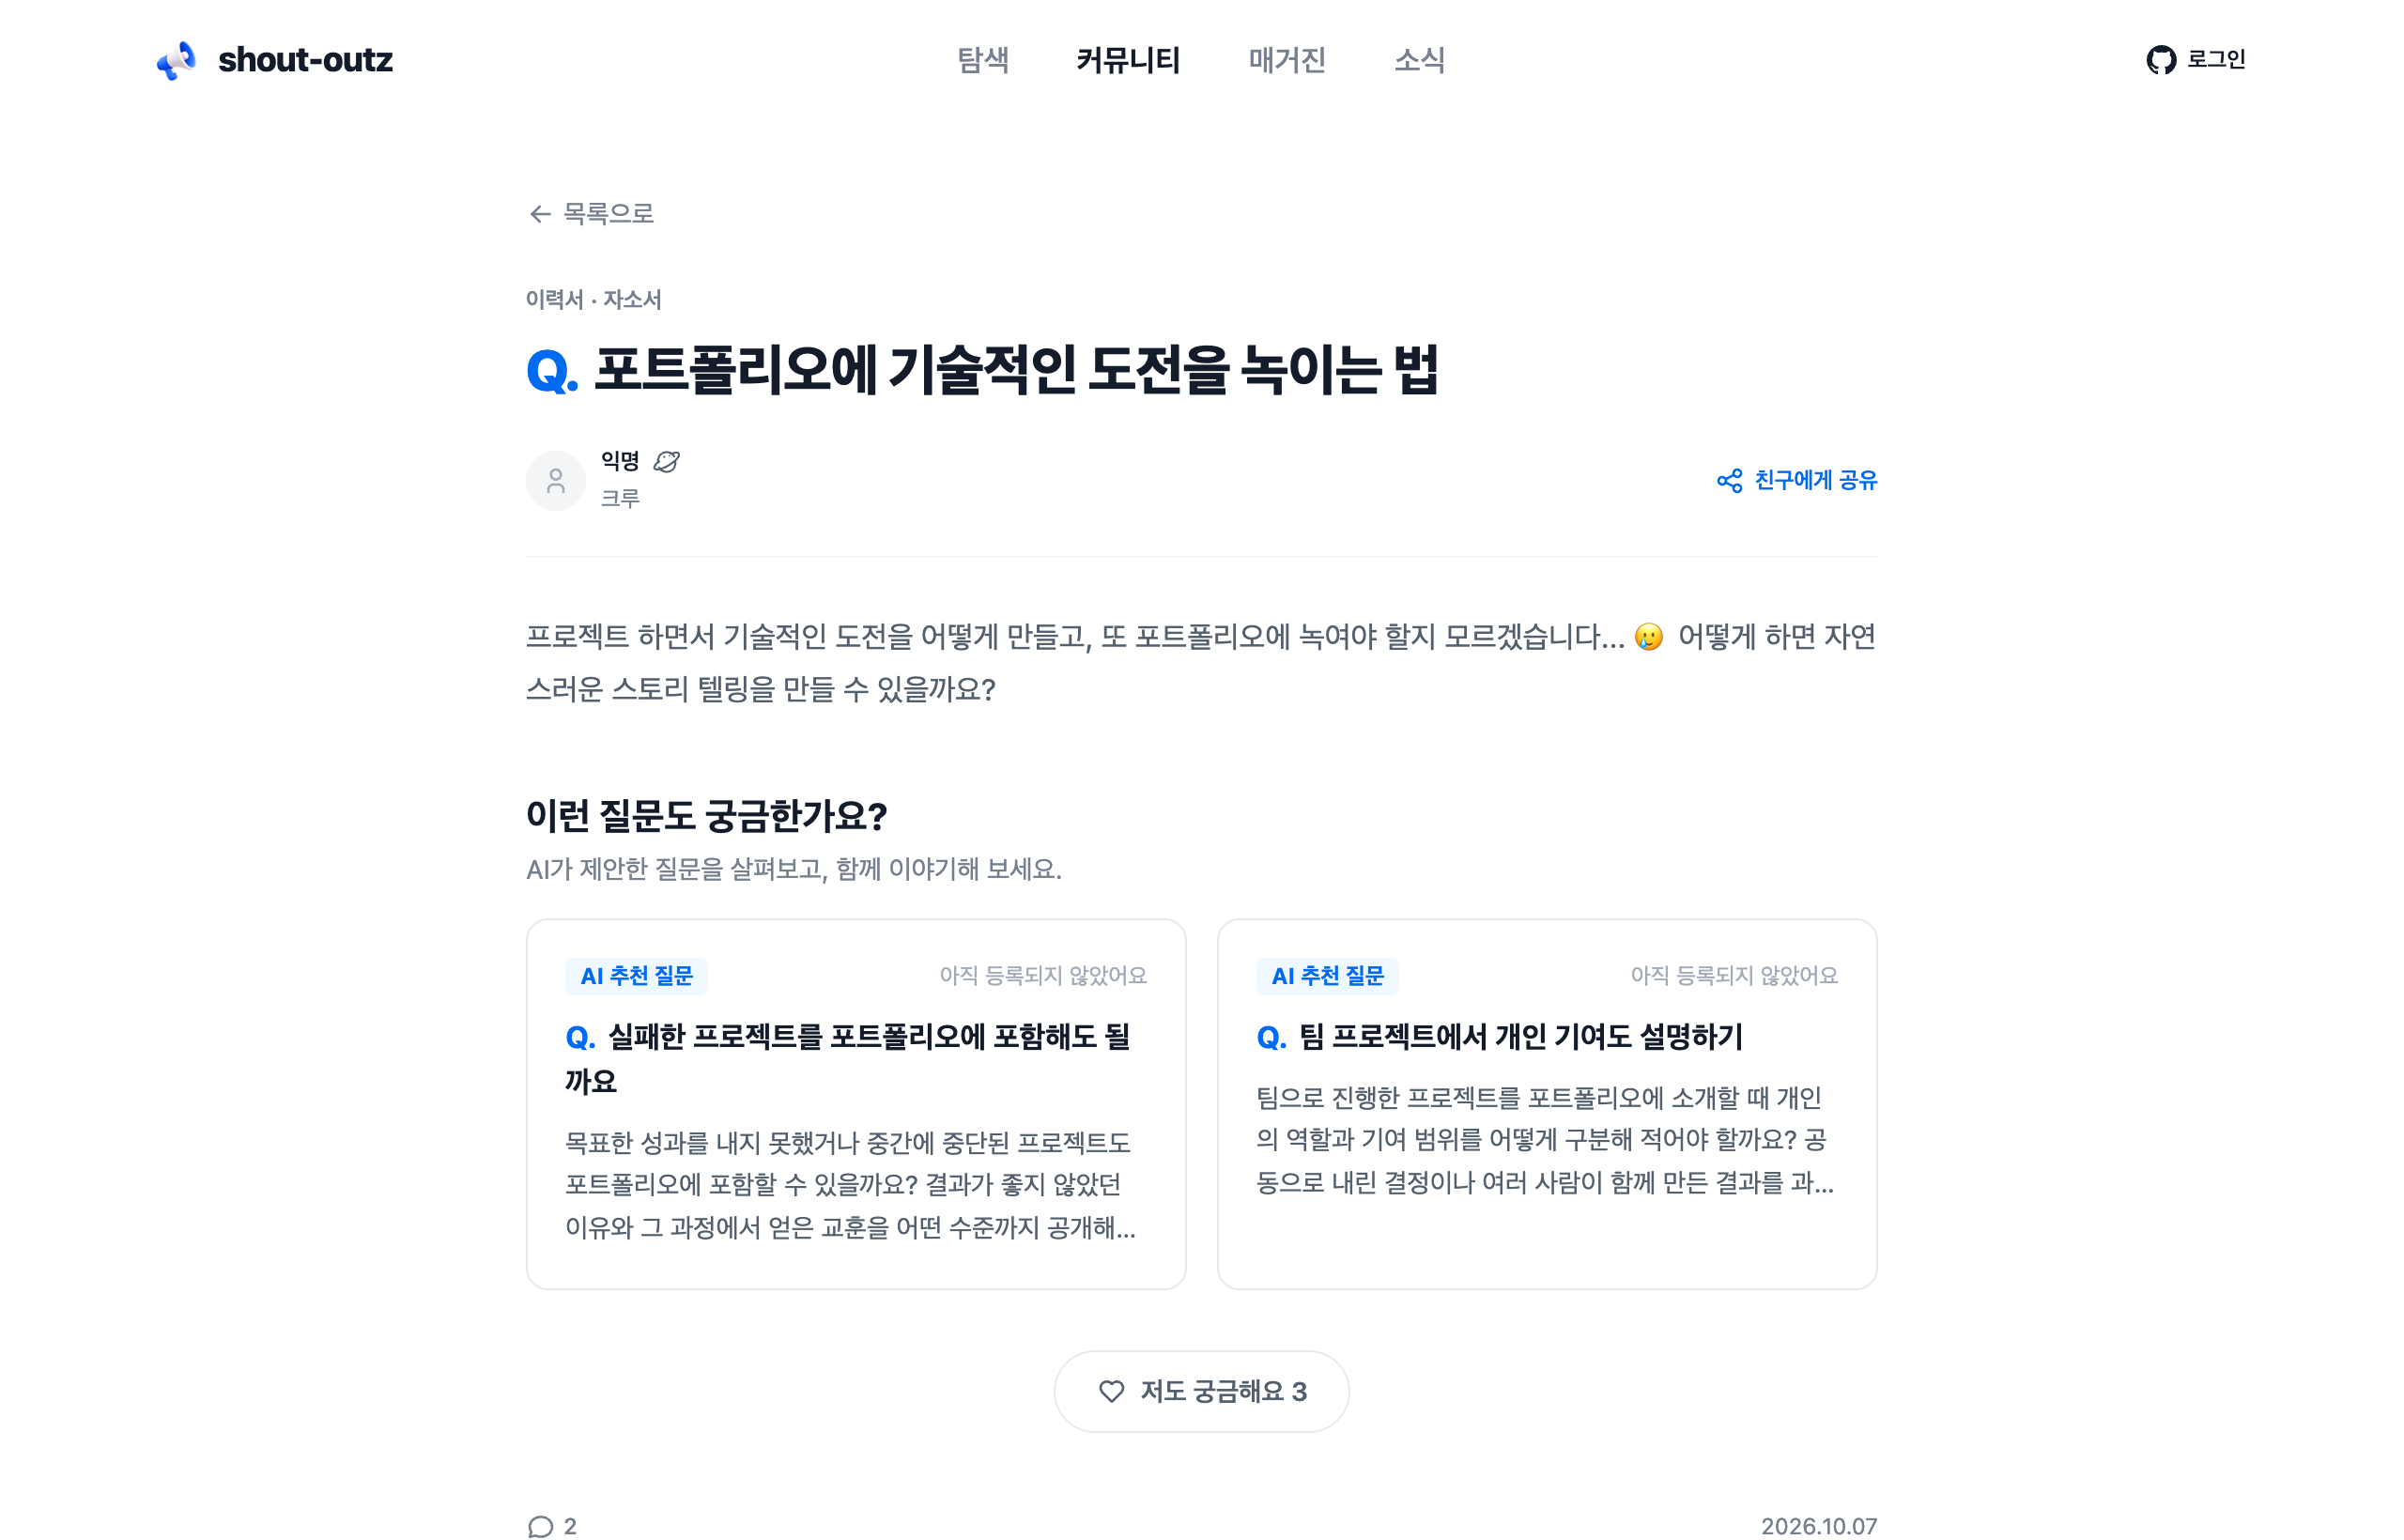 shout-outz
탐색 커뮤니티 매거진 소식
로그인
목록으로
이력서 · 자소서
Q. 포트폴리오에 기술적인 도전을 녹이는 법
익명
크루
친구에게 공유
프로젝트 하면서 기술적인 도전을 어떻게 만들고, 또 포트폴리오에 녹여야 할지 모르겠습니다... 🥲 어떻게 하면 자연
스러운 스토리 텔링을 만들 수 있을까요?
이런 질문도 궁금한가요?
AI가 제안한 질문을 살펴보고, 함께 이야기해 보세요.
AI 추천 질문
아직 등록되지 않았어요
Q. 실패한 프로젝트를 포트폴리오에 포함해도 될
까요
목표한 성과를 내지 못했거나 중간에 중단된 프로젝트도
포트폴리오에 포함할 수 있을까요? 결과가 좋지 않았던
이유와 그 과정에서 얻은 교훈을 어떤 수준까지 공개해...
AI 추천 질문
아직 등록되지 않았어요
Q. 팀 프로젝트에서 개인 기여도 설명하기
팀으로 진행한 프로젝트를 포트폴리오에 소개할 때 개인
의 역할과 기여 범위를 어떻게 구분해 적어야 할까요? 공
동으로 내린 결정이나 여러 사람이 함께 만든 결과를 과...
저도 궁금해요 3
2
2026.10.07